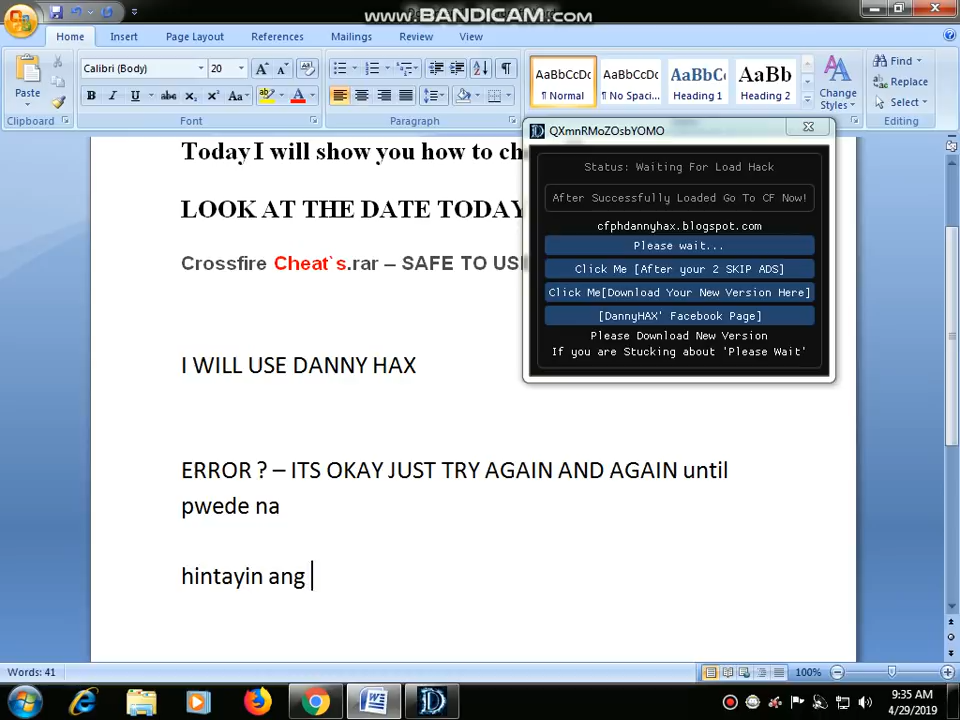 www.BANDICAM.com
Home Insert Page Layout References Mailings Review View
Calibri (Body) 20
AaBbCcDc AaBbCcDc AaBbC AaBb
¶ Normal ¶ No Spaci... Heading 1 Heading 2
Paste
Change Styles
Find
Replace
Select
Clipboard Font Paragraph Editing
Today I will show you how to ch
LOOK AT THE DATE TODAY
Crossfire Cheat`s.rar – SAFE TO USE
I WILL USE DANNY HAX
ERROR ? – ITS OKAY JUST TRY AGAIN AND AGAIN until
pwede na
hintayin ang
QXmnRMoZOsbYOMO
Status: Waiting For Load Hack
After Successfully Loaded Go To CF Now!
cfphdannyhax.blogspot.com
Please wait...
Click Me [After your 2 SKIP ADS]
Click Me[Download Your New Version Here]
[DannyHAX' Facebook Page]
Please Download New Version
If you are Stucking about 'Please Wait'
Words: 41
100%
9:35 AM
4/29/2019